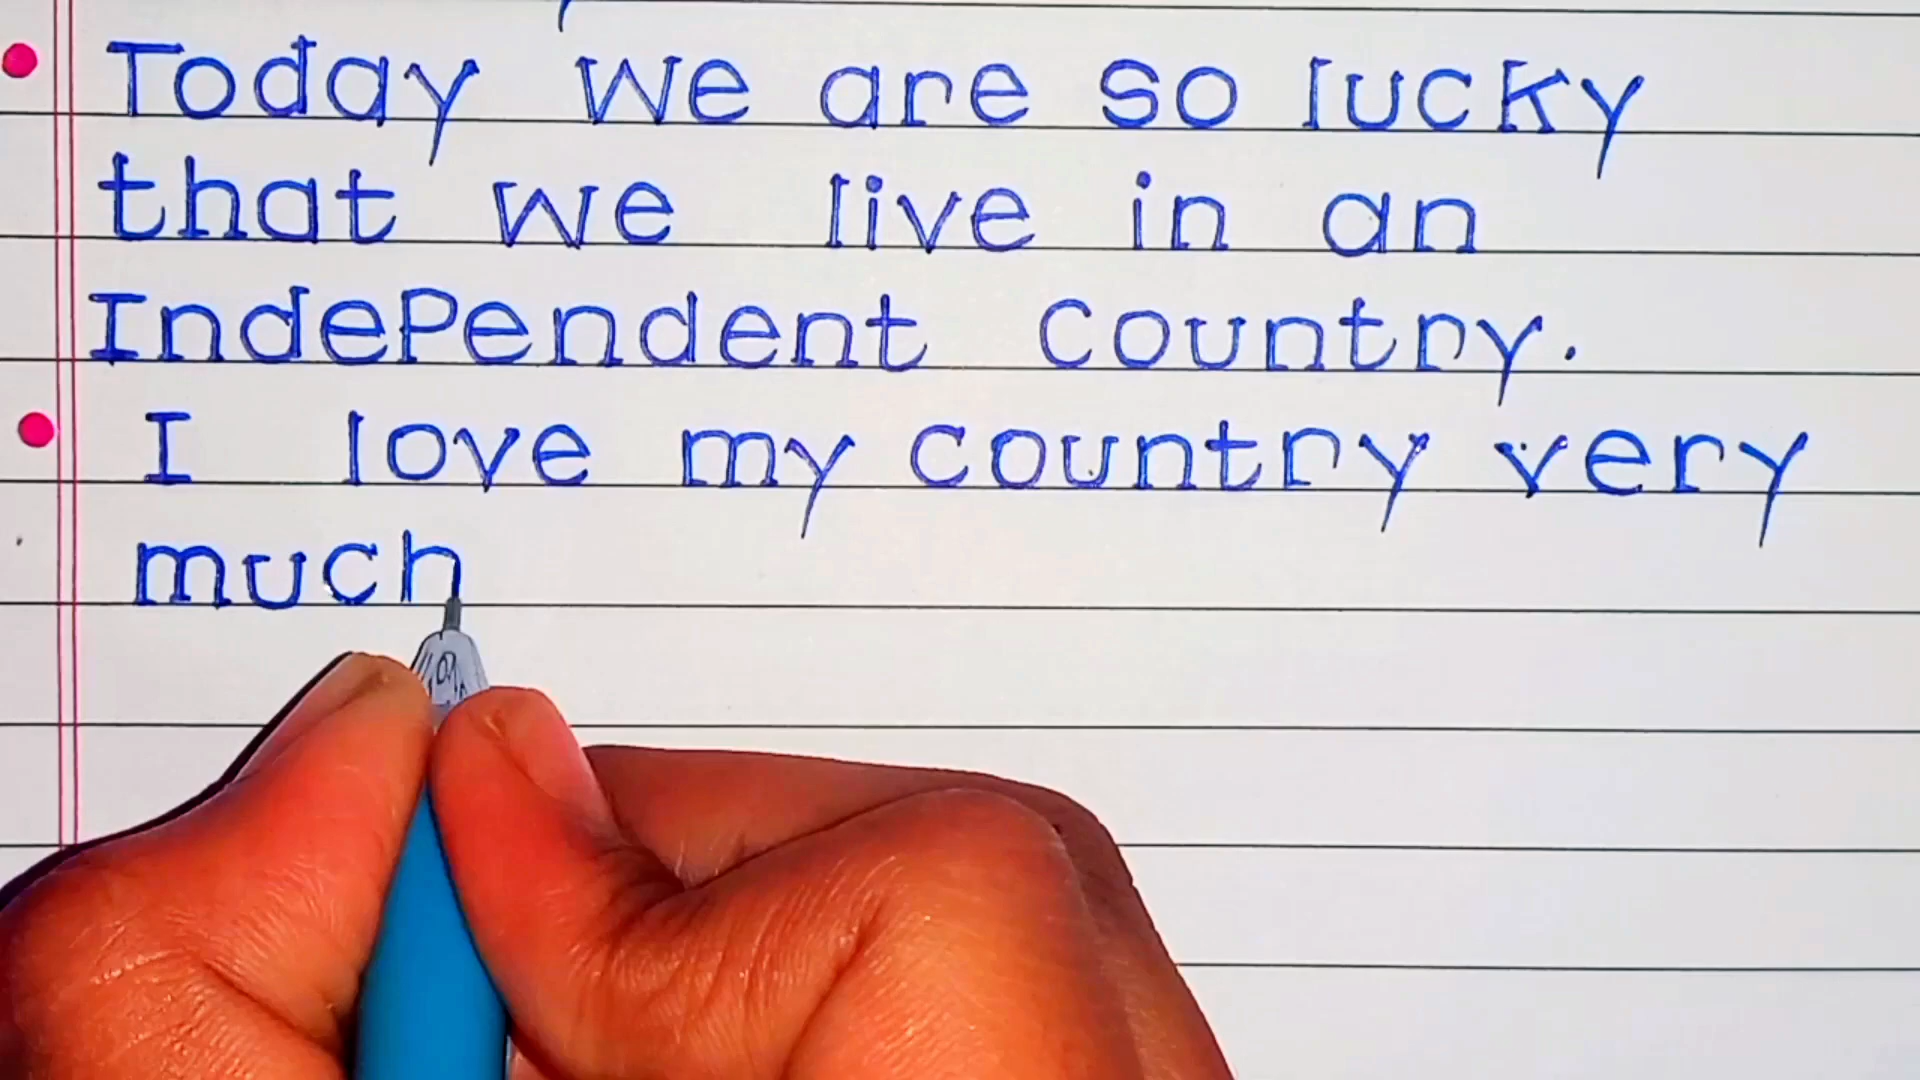 Today we are so lucky
that we live in an
IndePendent country.
I love my country very
much